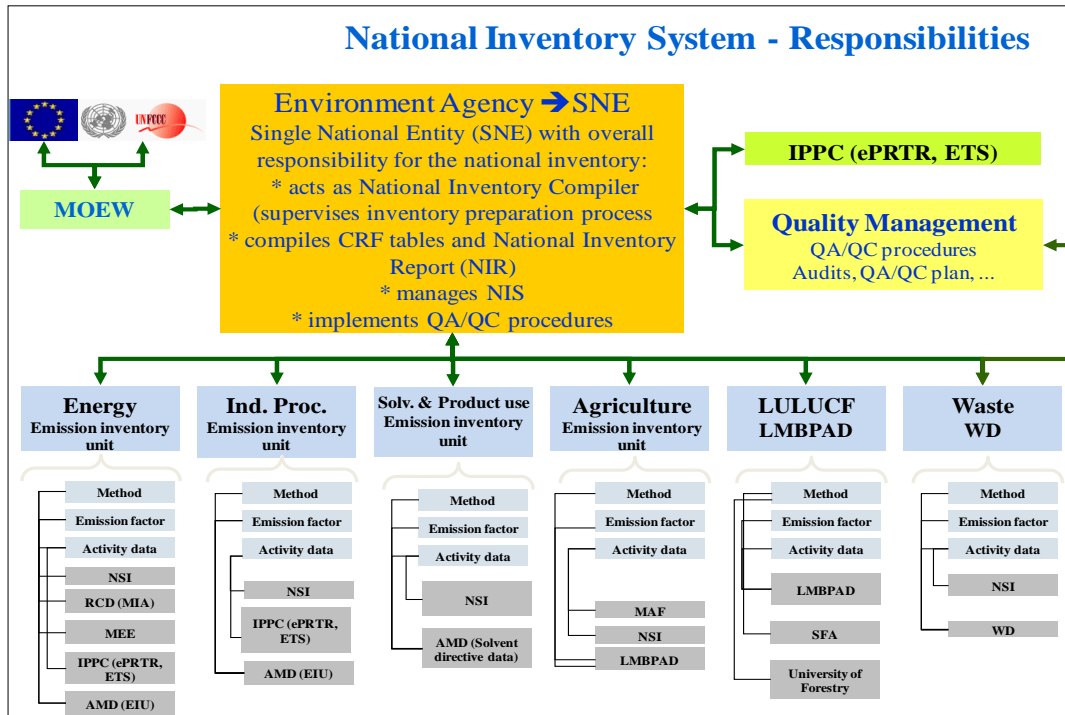 National Inventory System - Responsibilities
UNFCCC
MOEW
Environment Agency ➔ SNE
Single National Entity (SNE) with overall
responsibility for the national inventory:
* acts as National Inventory Compiler
(supervises inventory preparation process
* compiles CRF tables and National Inventory
Report (NIR)
* manages NIS
* implements QA/QC procedures
IPPC (ePRTR, ETS)
Quality Management
QA/QC procedures
Audits, QA/QC plan, ...
Energy
Emission inventory
unit
Method
Emission factor
Activity data
NSI
RCD (MIA)
MEE
IPPC (ePRTR,
ETS)
AMD (EIU)
Ind. Proc.
Emission inventory
unit
Method
Emission factor
Activity data
NSI
IPPC (ePRTR,
ETS)
AMD (EIU)
Solv. & Product use
Emission inventory
unit
Method
Emission factor
Activity data
NSI
AMD (Solvent
directive data)
Agriculture
Emission inventory
unit
Method
Emission factor
Activity data
MAF
NSI
LMBPAD
LULUCF
LMBPAD
Method
Emission factor
Activity data
LMBPAD
SFA
University of
Forestry
Waste
WD
Method
Emission factor
Activity data
NSI
WD